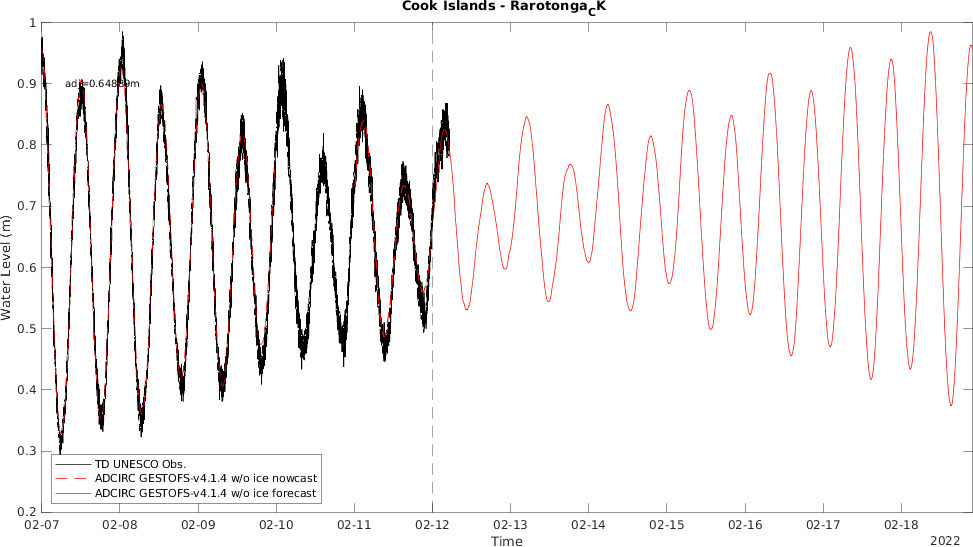 Cook Islands - Rarotonga_CK
1
0.9
0.8
0.7
0.6
0.5
0.4
0.3
0.2
Water Level (m)
TD UNESCO Obs.
ADCIRC GESTOFS-v4.1.4 w/o ice nowcast
ADCIRC GESTOFS-v4.1.4 w/o ice forecast
02-07 02-08 02-09 02-10 02-11 02-12 02-13 02-14 02-15 02-16 02-17 02-18
Time
2022